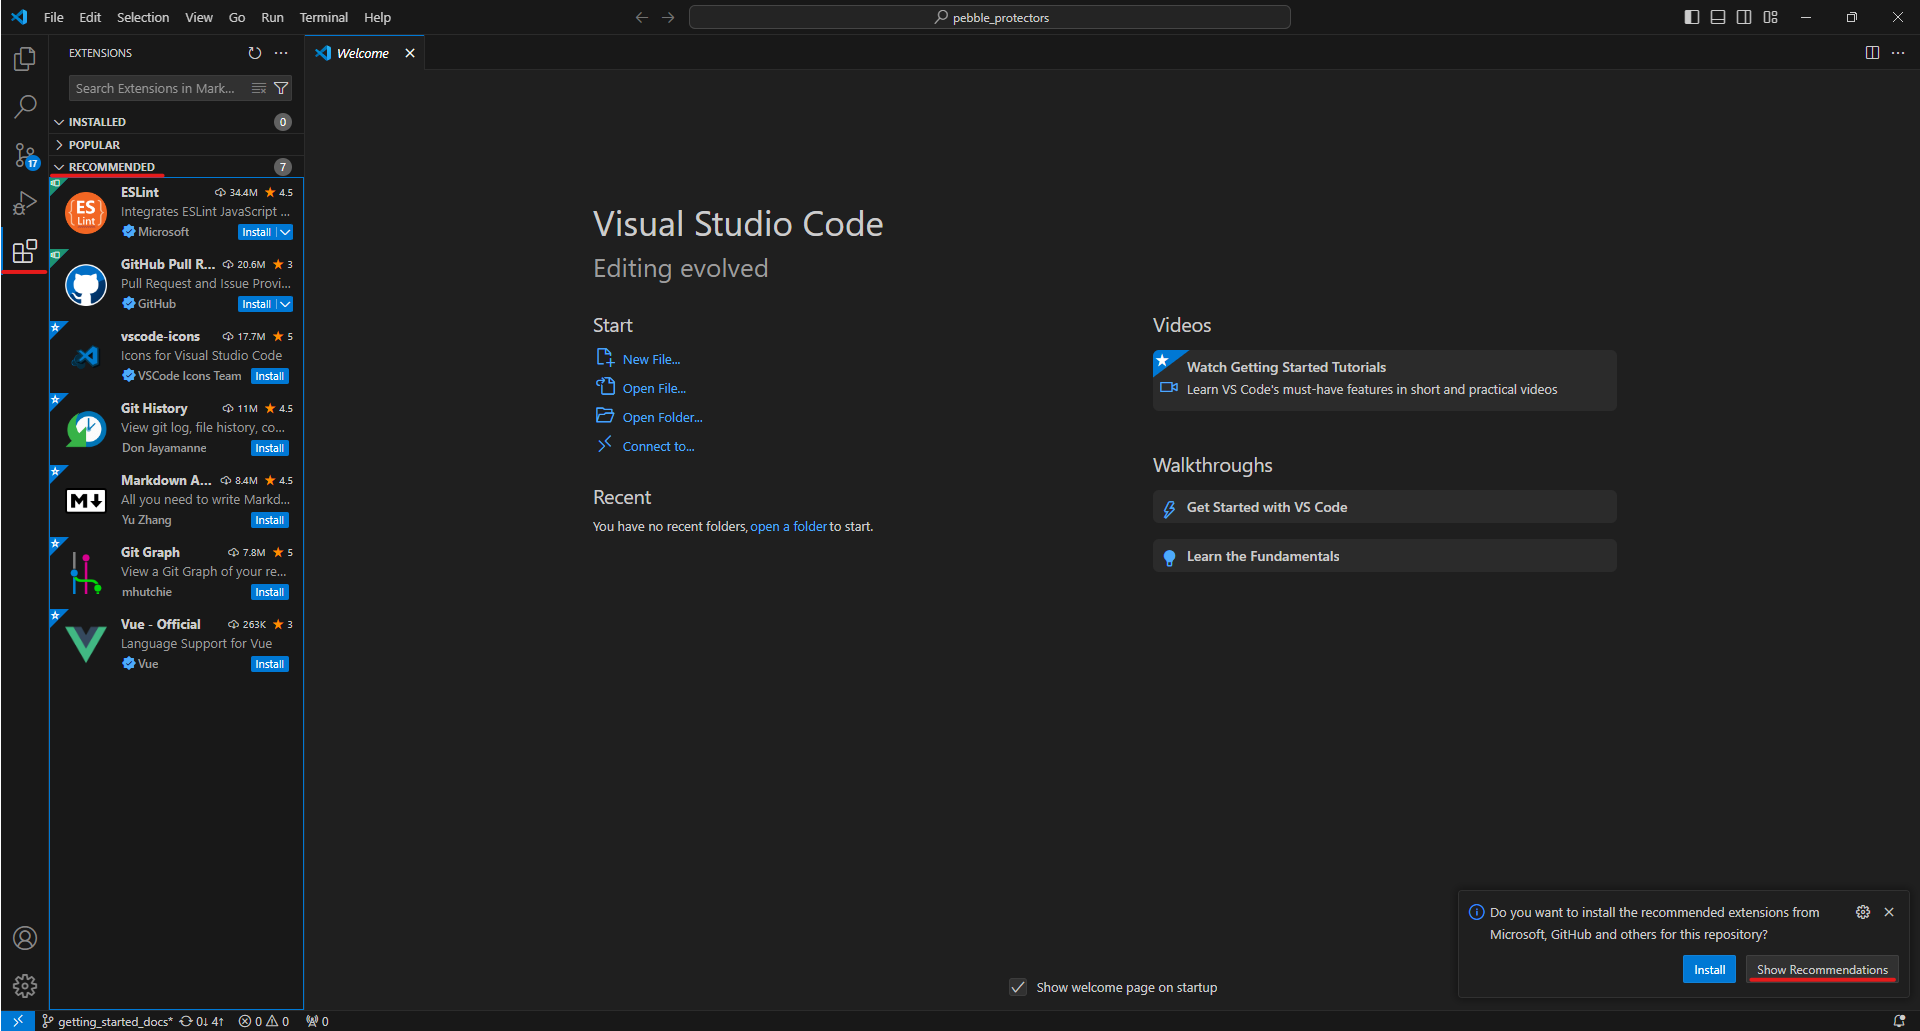 File Edit Selection View Go Run Terminal Help
pebble_protectors
EXTENSIONS
Welcome
Search Extensions in Mark...
INSTALLED 0
POPULAR
RECOMMENDED 7
17
ESLint 34.4M 4.5
Integrates ESLint JavaScript ...
Microsoft Install
ES
Lint
GitHub Pull R... 20.6M 3
Pull Request and Issue Provi...
GitHub Install
vscode-icons 17.7M 5
Icons for Visual Studio Code
VSCode Icons Team Install
Git History 11M 4.5
View git log, file history, co...
Don Jayamanne Install
Markdown A... 8.4M 4.5
All you need to write Markd...
Yu Zhang Install
M
Git Graph 7.8M 5
View a Git Graph of your re...
mhutchie Install
Vue - Official 263K 3
Language Support for Vue
Vue Install
Visual Studio Code
Editing evolved
Start
New File...
Open File...
Open Folder...
Connect to...
Recent
You have no recent folders, open a folder to start.
Videos
Watch Getting Started Tutorials
Learn VS Code's must-have features in short and practical videos
Walkthroughs
Get Started with VS Code
Learn the Fundamentals
Do you want to install the recommended extensions from
Microsoft, GitHub and others for this repository?
Install Show Recommendations
Show welcome page on startup
getting_started_docs* 0↓ 4↑ 0 0 0